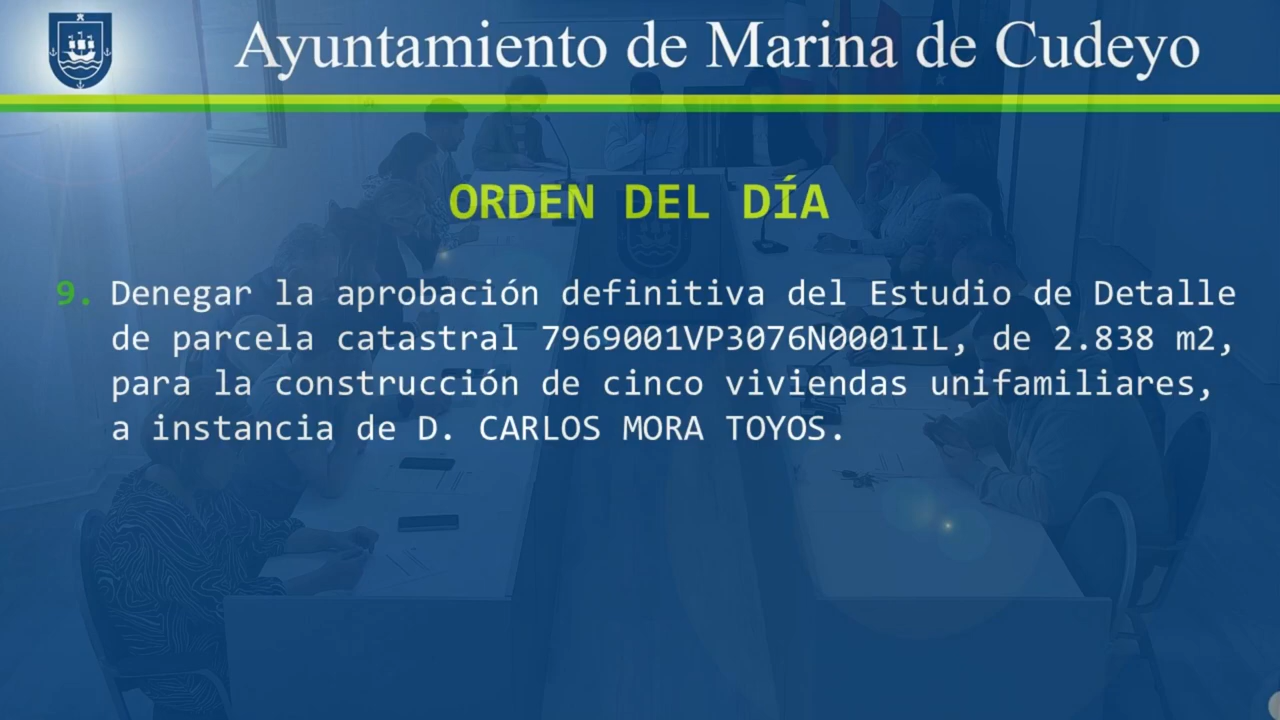 Ayuntamiento de Marina de Cudeyo
ORDEN DEL DÍA
9. Denegar la aprobación definitiva del Estudio de Detalle
de parcela catastral 7969001VP3076N0001IL, de 2.838 m2,
para la construcción de cinco viviendas unifamiliares,
a instancia de D. CARLOS MORA TOYOS.